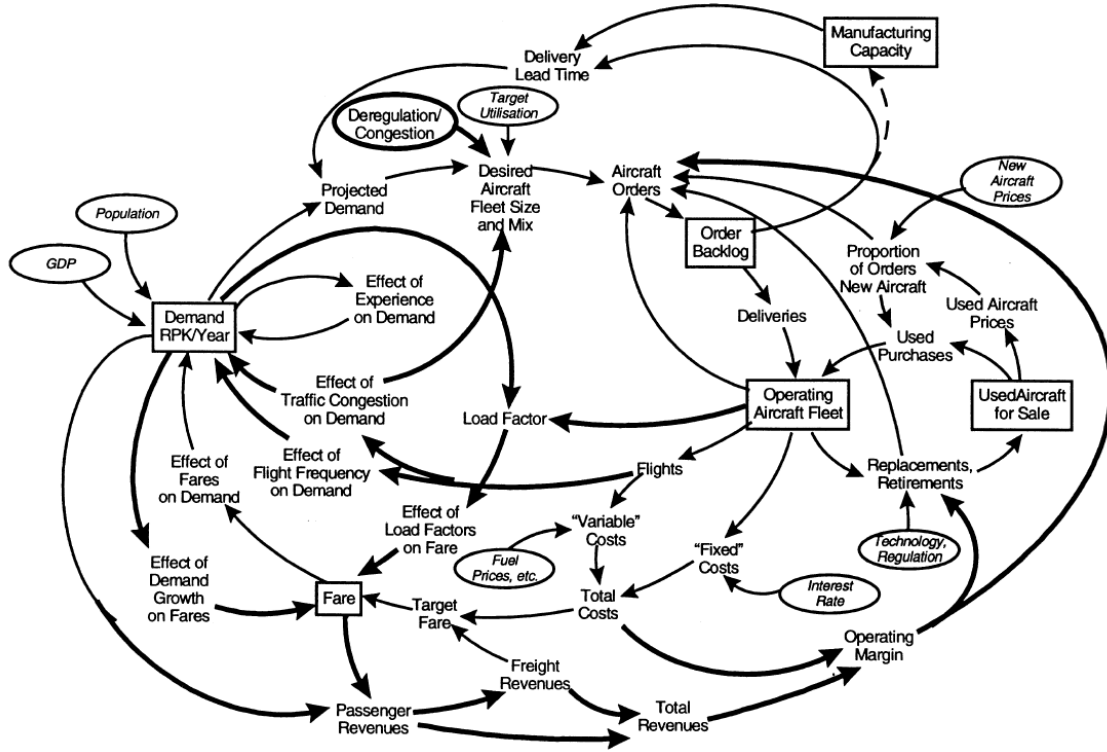 Manufacturing
Capacity
Delivery
Lead Time
Target
Utilisation
Deregulation/
Congestion
Projected
Demand
Desired
Aircraft
Fleet Size
and Mix
Aircraft
Orders
New
Aircraft
Prices
Population
GDP
Order
Backlog
Proportion
of Orders
New Aircraft
Effect of
Experience
on Demand
Demand
RPK/Year
Deliveries
Used Aircraft
Prices
Used
Purchases
Effect of
Traffic Congestion
on Demand
Load Factor
Operating
Aircraft Fleet
UsedAircraft
for Sale
Effect of
Fares
on Demand
Effect of
Flight Frequency
on Demand
Flights
Replacements,
Retirements
Effect of
Load Factors
on Fare
"Variable"
Costs
Fuel
Prices, etc.
"Fixed"
Costs
Technology,
Regulation
Effect of
Demand
Growth
on Fares
Fare
Target
Fare
Total
Costs
Interest
Rate
Operating
Margin
Freight
Revenues
Passenger
Revenues
Total
Revenues